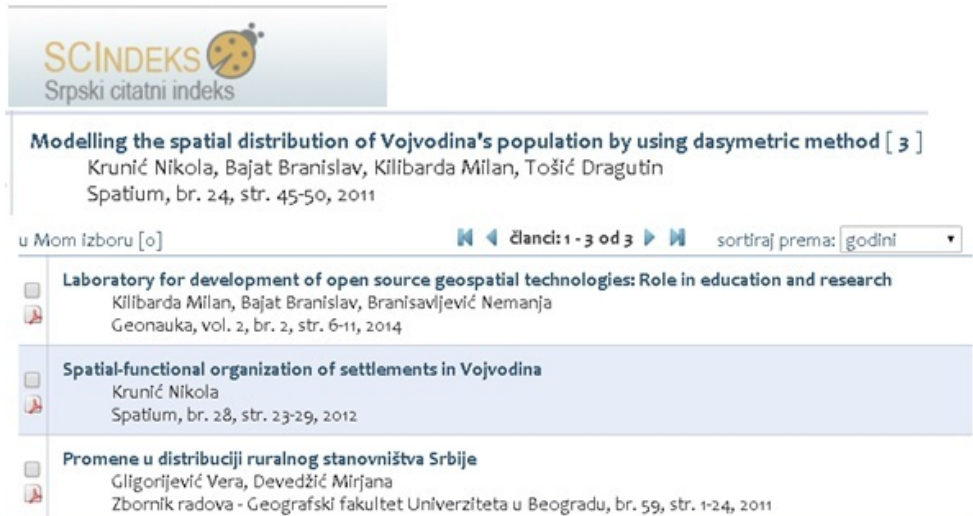 SCINDEKS
Srpski citatni indeks
Modelling the spatial distribution of Vojvodina's population by using dasymetric method [ 3 ]
Krunić Nikola, Bajat Branislav, Kilibarda Milan, Tošić Dragutin
Spatium, br. 24, str. 45-50, 2011
u Mom izboru [0] članci: 1 - 3 od 3 sortiraj prema: godini
Laboratory for development of open source geospatial technologies: Role in education and research
Kilibarda Milan, Bajat Branislav, Branisavljević Nemanja
Geonauka, vol. 2, br. 2, str. 6-11, 2014
Spatial-functional organization of settlements in Vojvodina
Krunić Nikola
Spatium, br. 28, str. 23-29, 2012
Promene u distribuciji ruralnog stanovništva Srbije
Gligorijević Vera, Devedžić Mirjana
Zbornik radova - Geografski fakultet Univerziteta u Beogradu, br. 59, str. 1-24, 2011